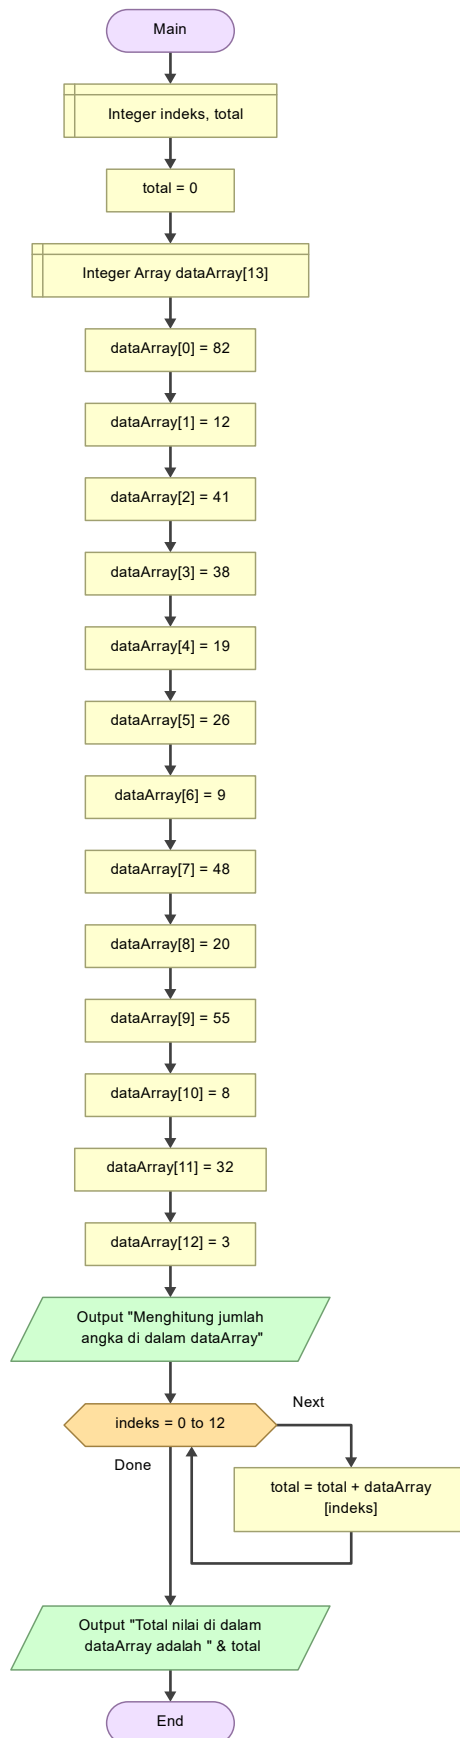 Main
Integer indeks, total
total = 0
Integer Array dataArray[13]
dataArray[0] = 82
dataArray[1] = 12
dataArray[2] = 41
dataArray[3] = 38
dataArray[4] = 19
dataArray[5] = 26
dataArray[6] = 9
dataArray[7] = 48
dataArray[8] = 20
dataArray[9] = 55
dataArray[10] = 8
dataArray[11] = 32
dataArray[12] = 3
Output "Menghitung jumlah
angka di dalam dataArray"
indeks = 0 to 12
Next
total = total + dataArray
[indeks]
Done
Output "Total nilai di dalam
dataArray adalah " & total
End